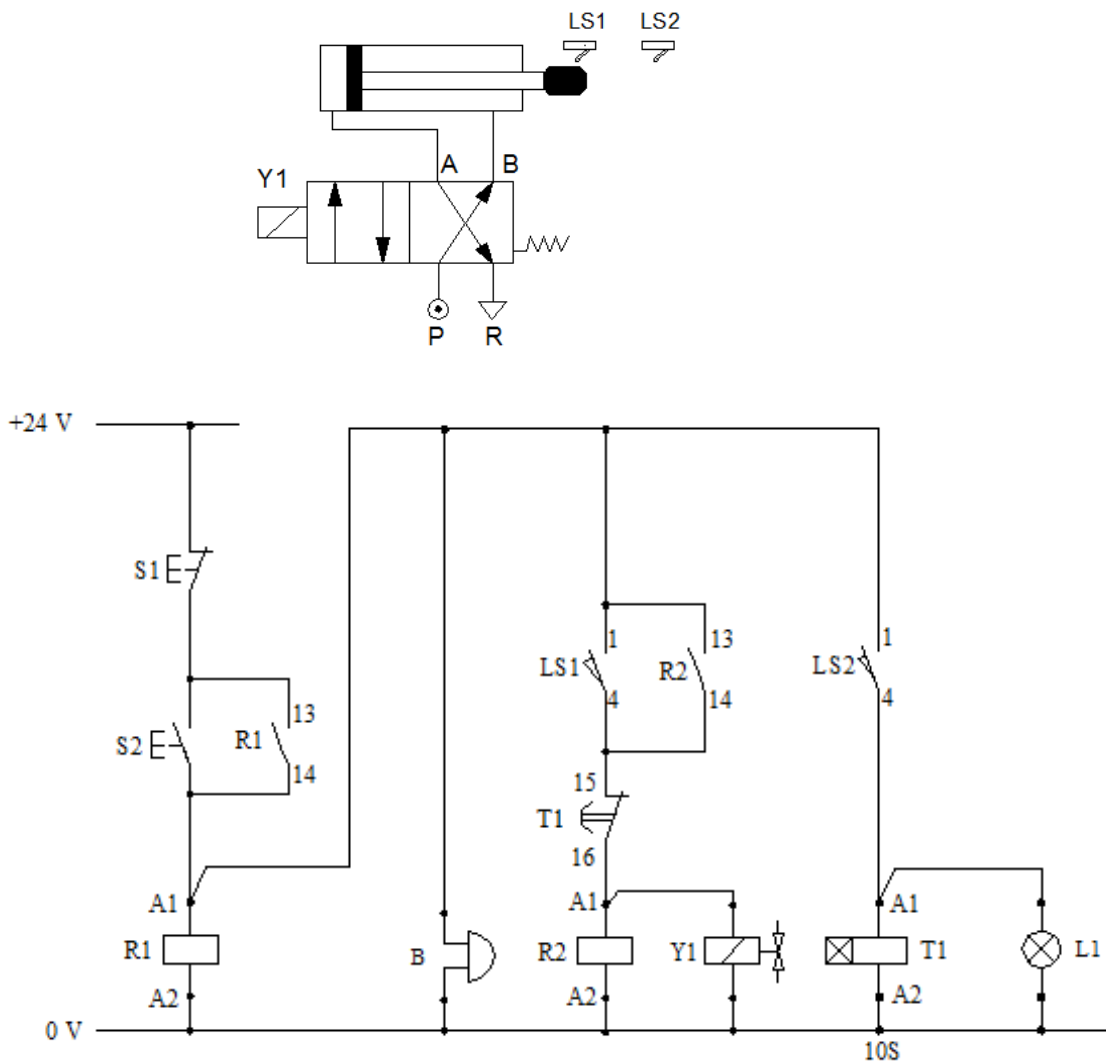 LS1 LS2
A B
Y1
P R
+24 V
S1
1 13 1
LS1 R2 LS2
13 4 14 4
S2 R1
14
15
T1
16
A1 A1 A1
R1 B R2 Y1 T1 L1
A2 A2 A2
0 V
10S